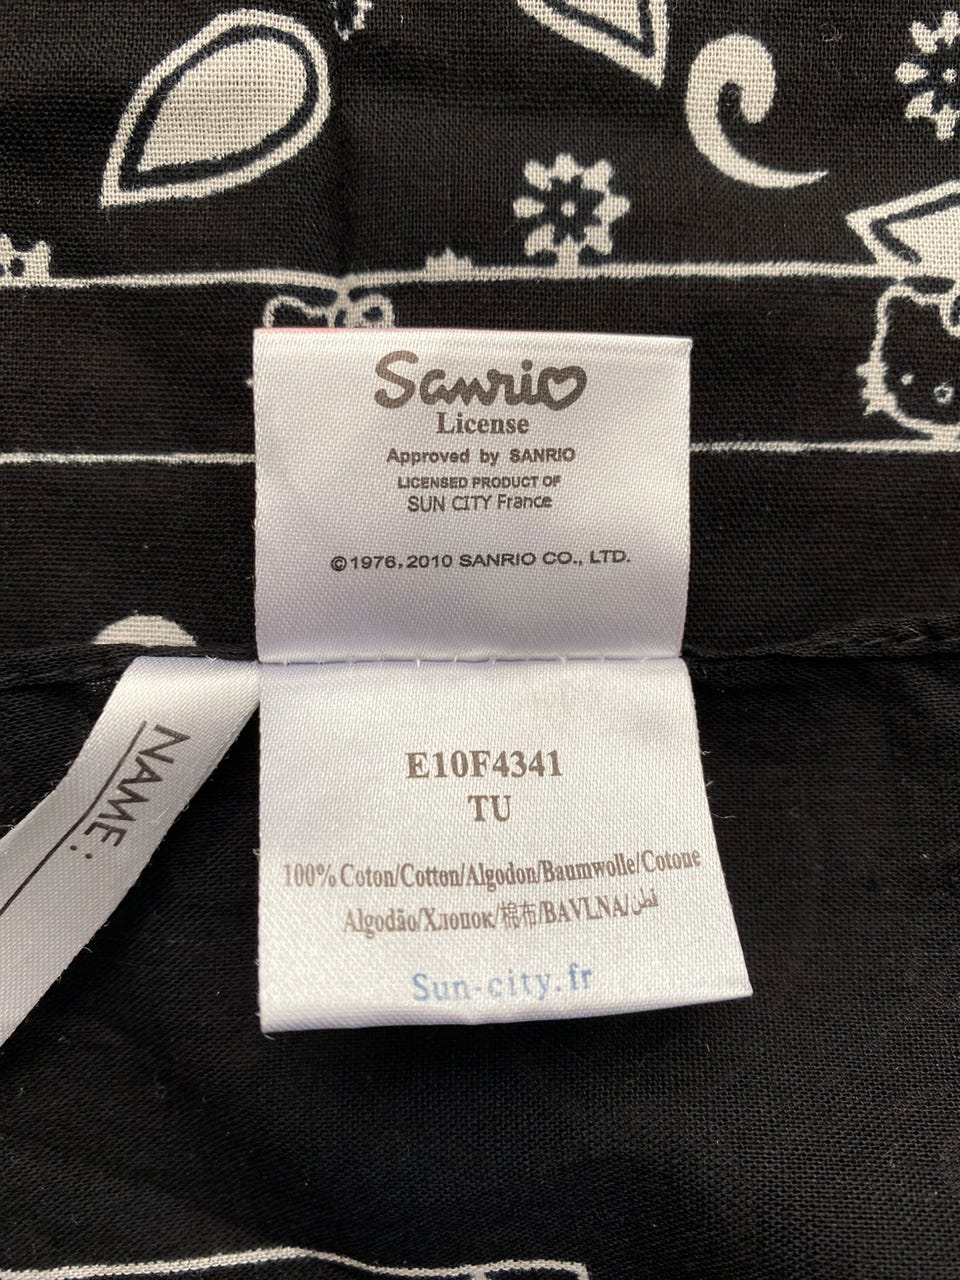 Sanrio
License
Approved by SANRIO
LICENSED PRODUCT OF
SUN CITY France
©1976,2010 SANRIO CO., LTD.
NAME:
E10F4341
TU
100% Coton/Cotton/Algodon/Baumwolle/Cotone
Algodão/Хлопок/棉布/BAVLNA/قطن
Sun-city.fr